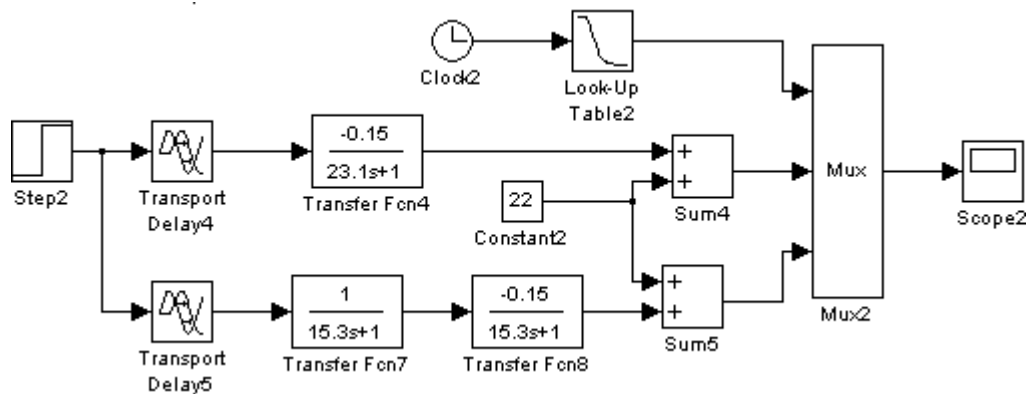 Clock2
Look-Up
Table2
Step2
Transport
Delay4
-0.15
23.1s+1
Transfer Fcn4
22
Constant2
+
+
Sum4
Mux
Mux2
Scope2
Transport
Delay5
1
15.3s+1
Transfer Fcn7
-0.15
15.3s+1
Transfer Fcn8
+
+
Sum5